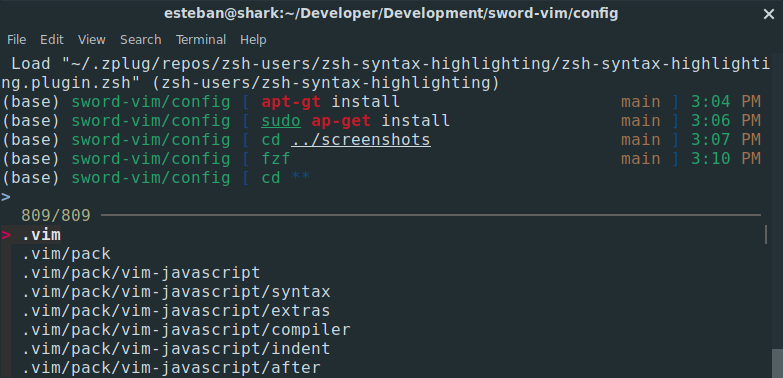 esteban@shark:~/Developer/Development/sword-vim/config
File Edit View Search Terminal Help
Load "~/.zplug/repos/zsh-users/zsh-syntax-highlighting/zsh-syntax-highlighti
ng.plugin.zsh" (zsh-users/zsh-syntax-highlighting)
(base) sword-vim/config [ apt-gt install main ] 3:04 PM
(base) sword-vim/config [ sudo ap-get install main ] 3:06 PM
(base) sword-vim/config [ cd ../screenshots main ] 3:07 PM
(base) sword-vim/config [ fzf main ] 3:10 PM
(base) sword-vim/config [ cd **
>
809/809
> .vim
.vim/pack
.vim/pack/vim-javascript
.vim/pack/vim-javascript/syntax
.vim/pack/vim-javascript/extras
.vim/pack/vim-javascript/compiler
.vim/pack/vim-javascript/indent
.vim/pack/vim-javascript/after